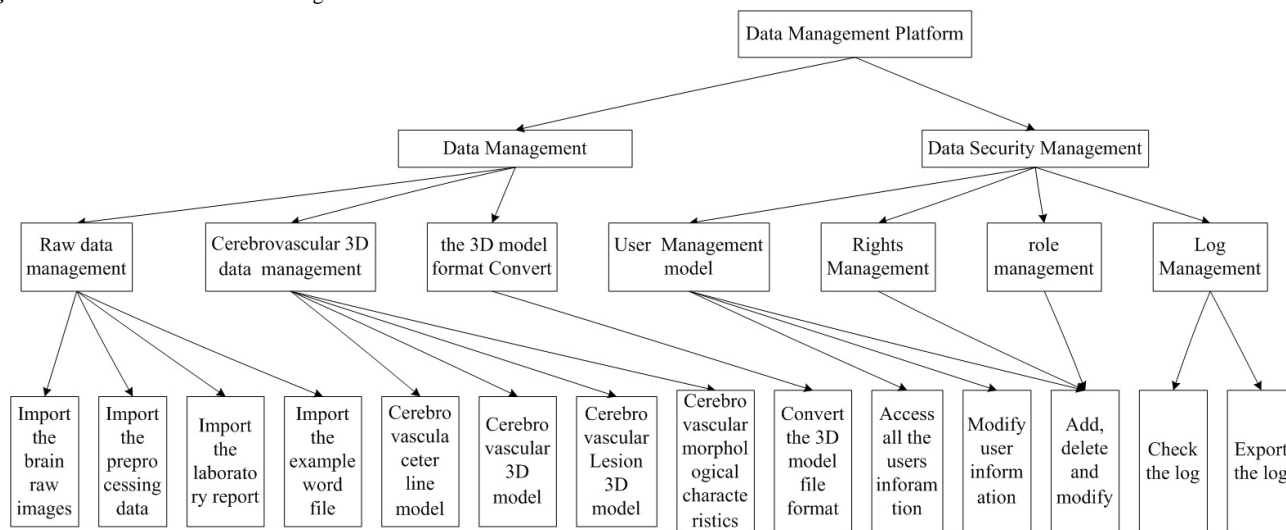 Data Management Platform
Data Management
Data Security Management
Raw data
management
Cerebrovascular 3D
data management
the 3D model
format Convert
User Management
model
Rights
Management
role
management
Log
Management
Import
the
brain
raw
images
Import
the
prepro
cessing
data
Import
the
laborato
ry report
Import
the
example
word
file
Cerebro
vascula
ceter
line
model
Cerebro
vascular
3D
model
Cerebro
vascular
Lesion
3D
model
Cerebro
vascular
morphol
ogical
characte
ristics
Convert
the 3D
model
file
format
Access
all the
users
inforam
tion
Modify
user
inform
ation
Add,
delete
and
modify
Check
the log
Export
the log